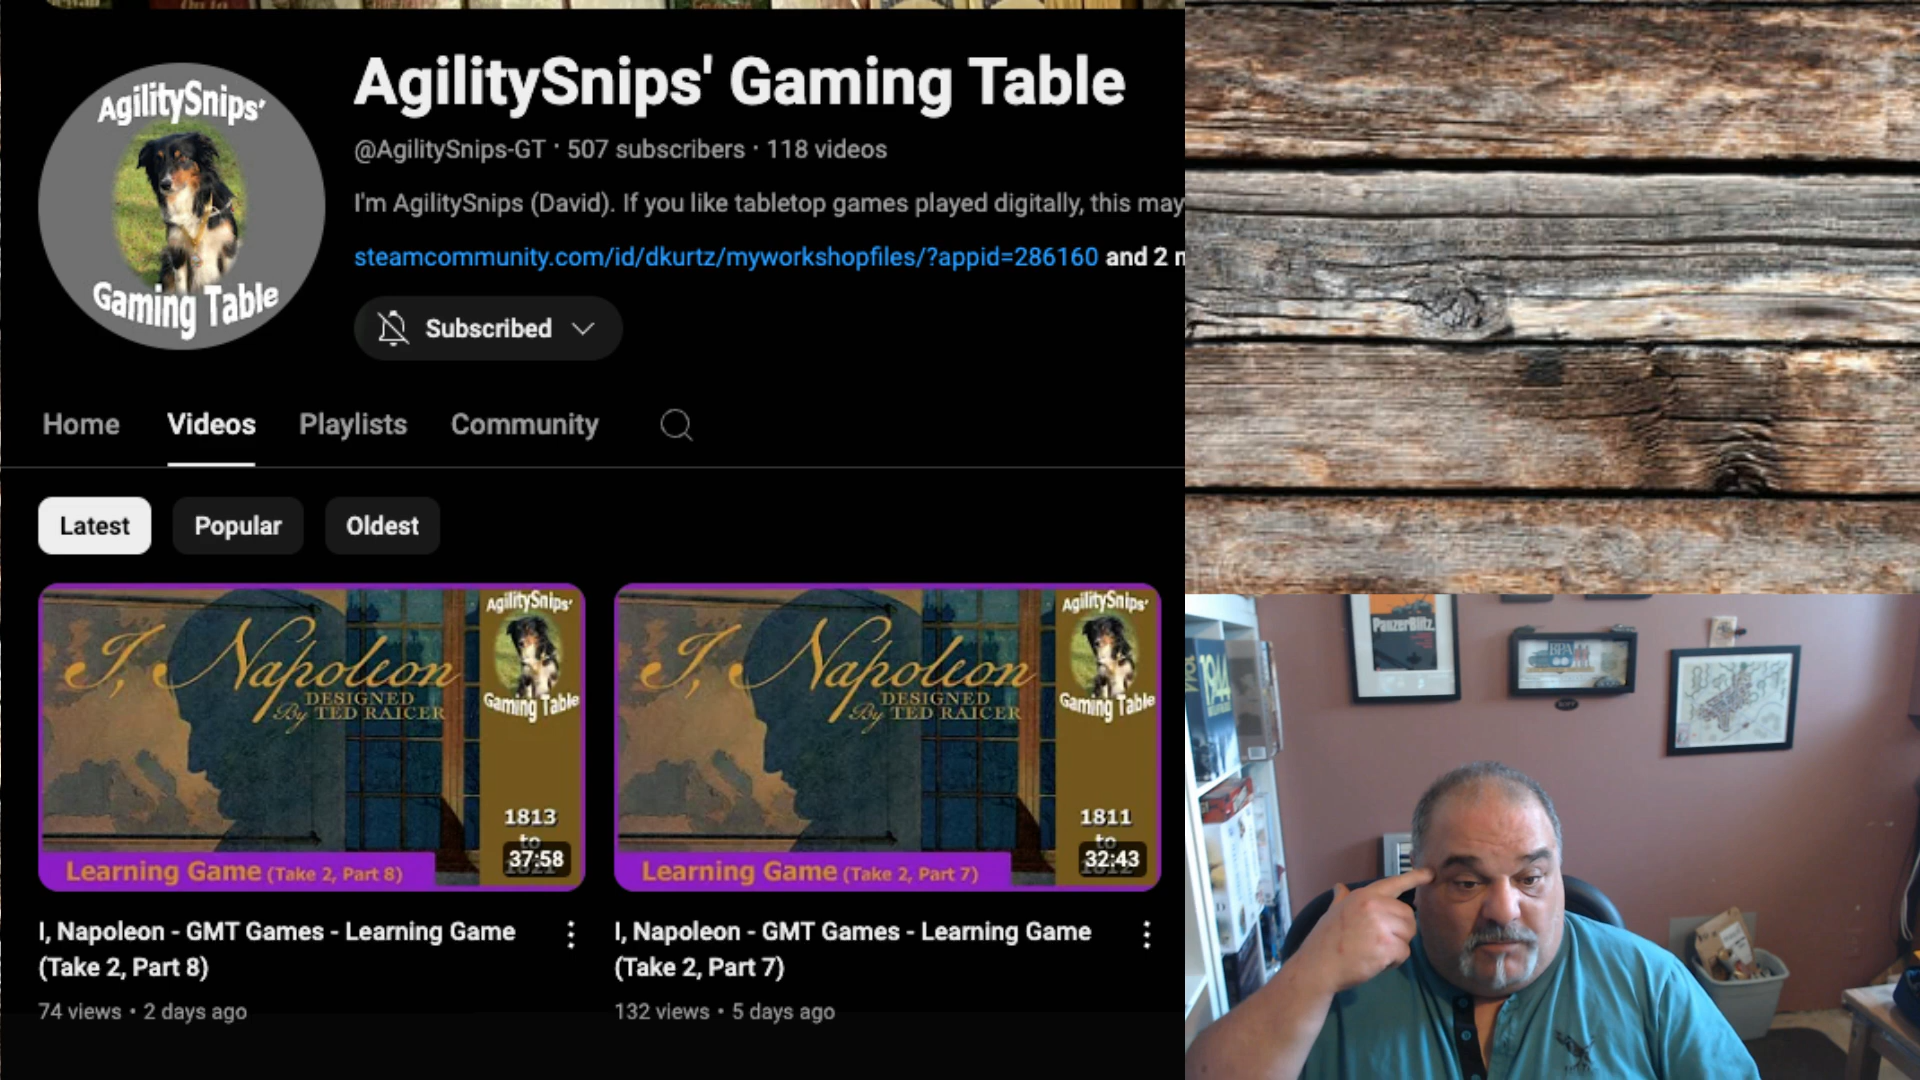 AgilitySnips'
Gaming Table
AgilitySnips' Gaming Table
@AgilitySnips-GT · 507 subscribers · 118 videos
I'm AgilitySnips (David). If you like tabletop games played digitally, this may
steamcommunity.com/id/dkurtz/myworkshopfiles/?appid=286160 and 2
Subscribed
Home Videos Playlists Community
Latest Popular Oldest
I, Napoleon
DESIGNED
By TED RAICER
AgilitySnips'
Gaming Table
1813
to
37:58
Learning Game (Take 2, Part 8)
I, Napoleon - GMT Games - Learning Game
(Take 2, Part 8)
74 views • 2 days ago
I, Napoleon
DESIGNED
By TED RAICER
AgilitySnips'
Gaming Table
1811
to
32:43
Learning Game (Take 2, Part 7)
I, Napoleon - GMT Games - Learning Game
(Take 2, Part 7)
132 views • 5 days ago
PanzerBlitz
BPA
1944